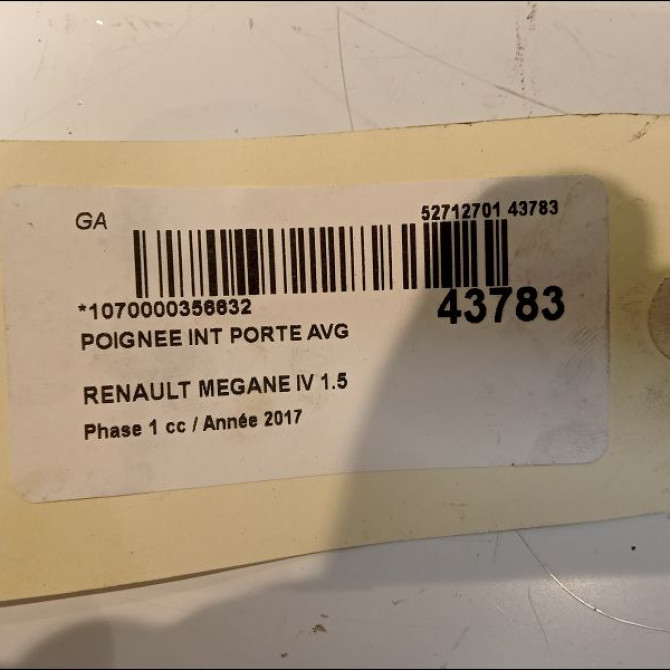 GA
52712701 43783
*1070000356632
43783
POIGNEE INT PORTE AVG
RENAULT MEGANE IV 1.5
Phase 1 cc / Année 2017